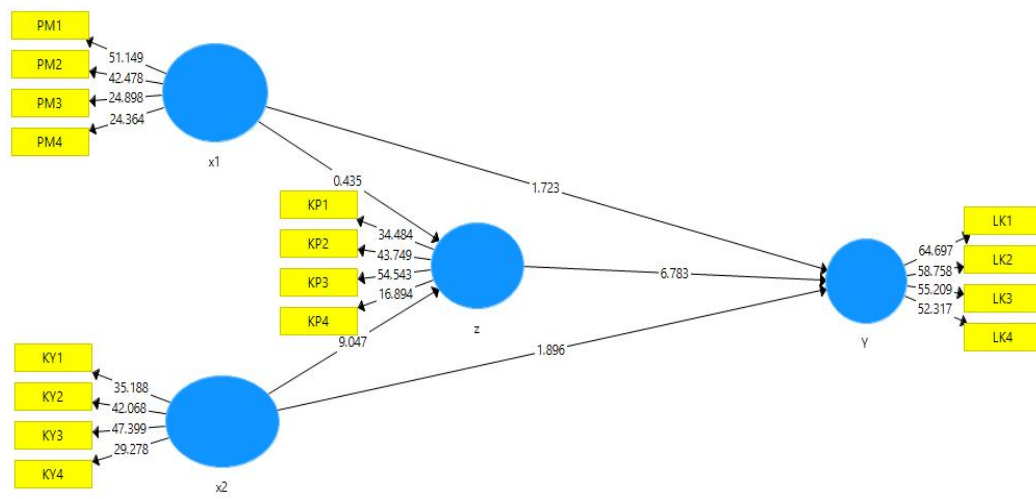 PM1
PM2
PM3
PM4
51.149
42.478
24.898
24.364
x1
0.435
1.723
KP1
KP2
KP3
KP4
34.484
43.749
54.543
16.894
z
6.783
9.047
1.896
KY1
KY2
KY3
KY4
35.188
42.068
47.399
29.278
x2
64.697
58.758
55.209
52.317
LK1
LK2
LK3
LK4
Y